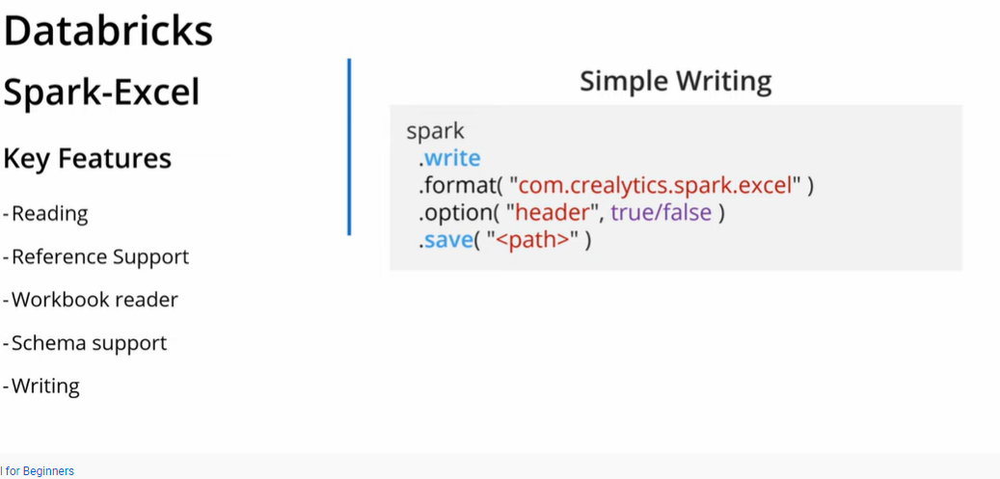 Databricks
Spark-Excel
Key Features
- Reading
- Reference Support
- Workbook reader
- Schema support
- Writing
Simple Writing
spark
.write
.format( "com.crealytics.spark.excel" )
.option( "header", true/false )
.save( "<path>" )
l for Beginners